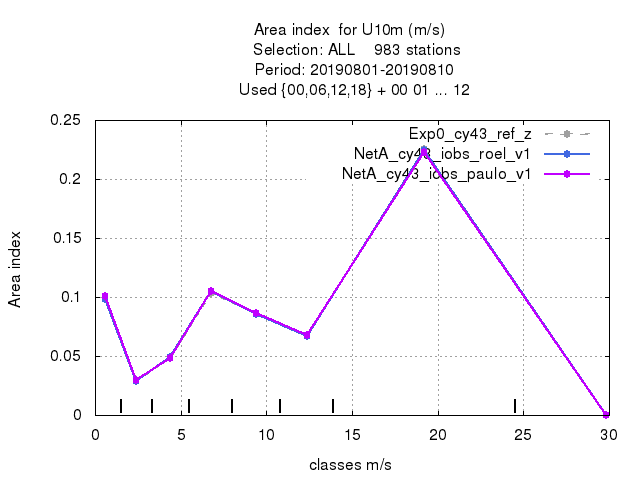 Area index  for U10m (m/s)
Selection: ALL    983 stations
Period: 20190801-20190810
Used {00,06,12,18} + 00 01 ... 12
0.25
0.2
0.15
0.1
0.05
0
Area index
Exp0_cy43_ref_z
NetA_cy43_iobs_roel_v1
NetA_cy43_iobs_paulo_v1
0 5 10 15 20 25 30
classes m/s